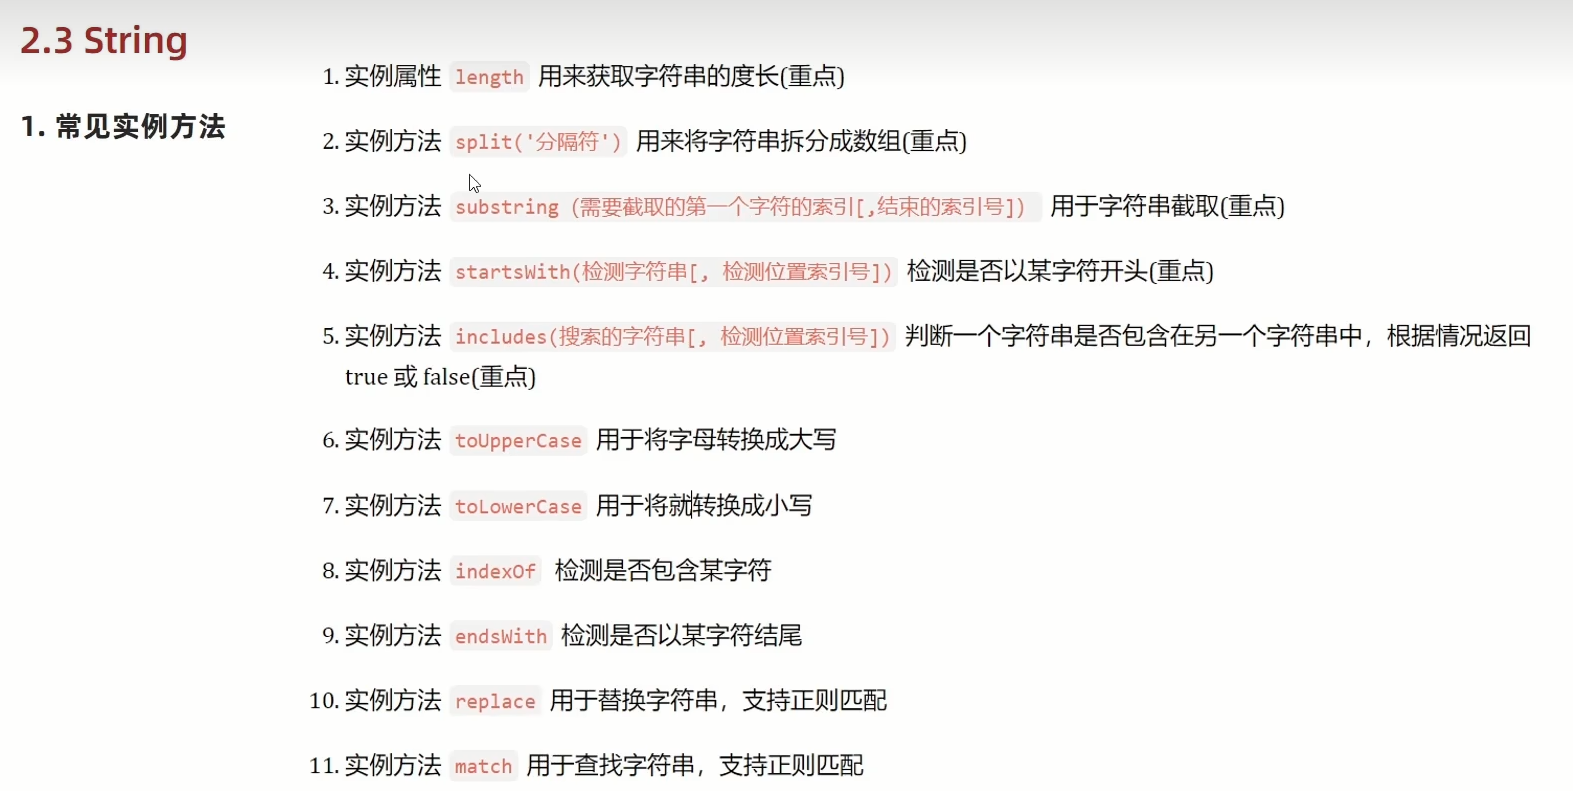 2.3 String
1. 常见实例方法
1. 实例属性 length 用来获取字符串的度长(重点)
2. 实例方法 split('分隔符') 用来将字符串拆分成数组(重点)
3. 实例方法 substring（需要截取的第一个字符的索引[,结束的索引号]） 用于字符串截取(重点)
4. 实例方法 startsWith(检测字符串[, 检测位置索引号]) 检测是否以某字符开头(重点)
5. 实例方法 includes(搜索的字符串[, 检测位置索引号]) 判断一个字符串是否包含在另一个字符串中，根据情况返回
true 或 false(重点)
6. 实例方法 toUpperCase 用于将字母转换成大写
7. 实例方法 toLowerCase 用于将就转换成小写
8. 实例方法 indexOf 检测是否包含某字符
9. 实例方法 endsWith 检测是否以某字符结尾
10. 实例方法 replace 用于替换字符串，支持正则匹配
11. 实例方法 match 用于查找字符串，支持正则匹配